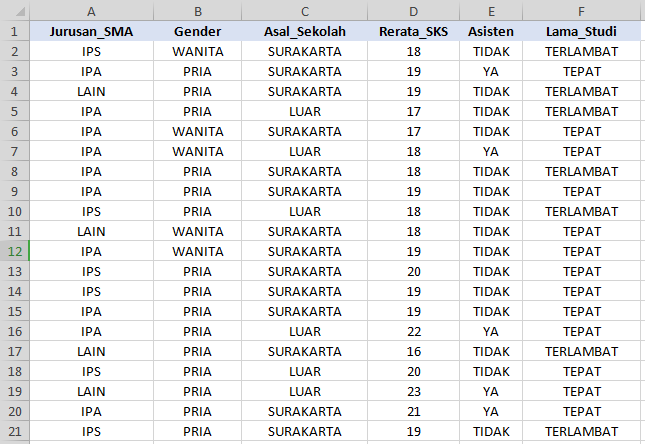 A B C D E F
1 Jurusan_SMA Gender Asal_Sekolah Rerata_SKS Asisten Lama_Studi
2 IPS WANITA SURAKARTA 18 TIDAK TERLAMBAT
3 IPA PRIA SURAKARTA 19 YA TEPAT
4 LAIN PRIA SURAKARTA 19 TIDAK TERLAMBAT
5 IPA PRIA LUAR 17 TIDAK TERLAMBAT
6 IPA WANITA SURAKARTA 17 TIDAK TEPAT
7 IPA WANITA LUAR 18 YA TEPAT
8 IPA PRIA SURAKARTA 18 TIDAK TERLAMBAT
9 IPA PRIA SURAKARTA 19 TIDAK TEPAT
10 IPS PRIA LUAR 18 TIDAK TERLAMBAT
11 LAIN WANITA SURAKARTA 18 TIDAK TEPAT
12 IPA WANITA SURAKARTA 19 TIDAK TEPAT
13 IPS PRIA SURAKARTA 20 TIDAK TEPAT
14 IPS PRIA SURAKARTA 19 TIDAK TEPAT
15 IPA PRIA SURAKARTA 19 TIDAK TEPAT
16 IPA PRIA LUAR 22 YA TEPAT
17 LAIN PRIA SURAKARTA 16 TIDAK TERLAMBAT
18 IPS PRIA LUAR 20 TIDAK TEPAT
19 LAIN PRIA LUAR 23 YA TEPAT
20 IPA PRIA SURAKARTA 21 YA TEPAT
21 IPS PRIA SURAKARTA 19 TIDAK TERLAMBAT